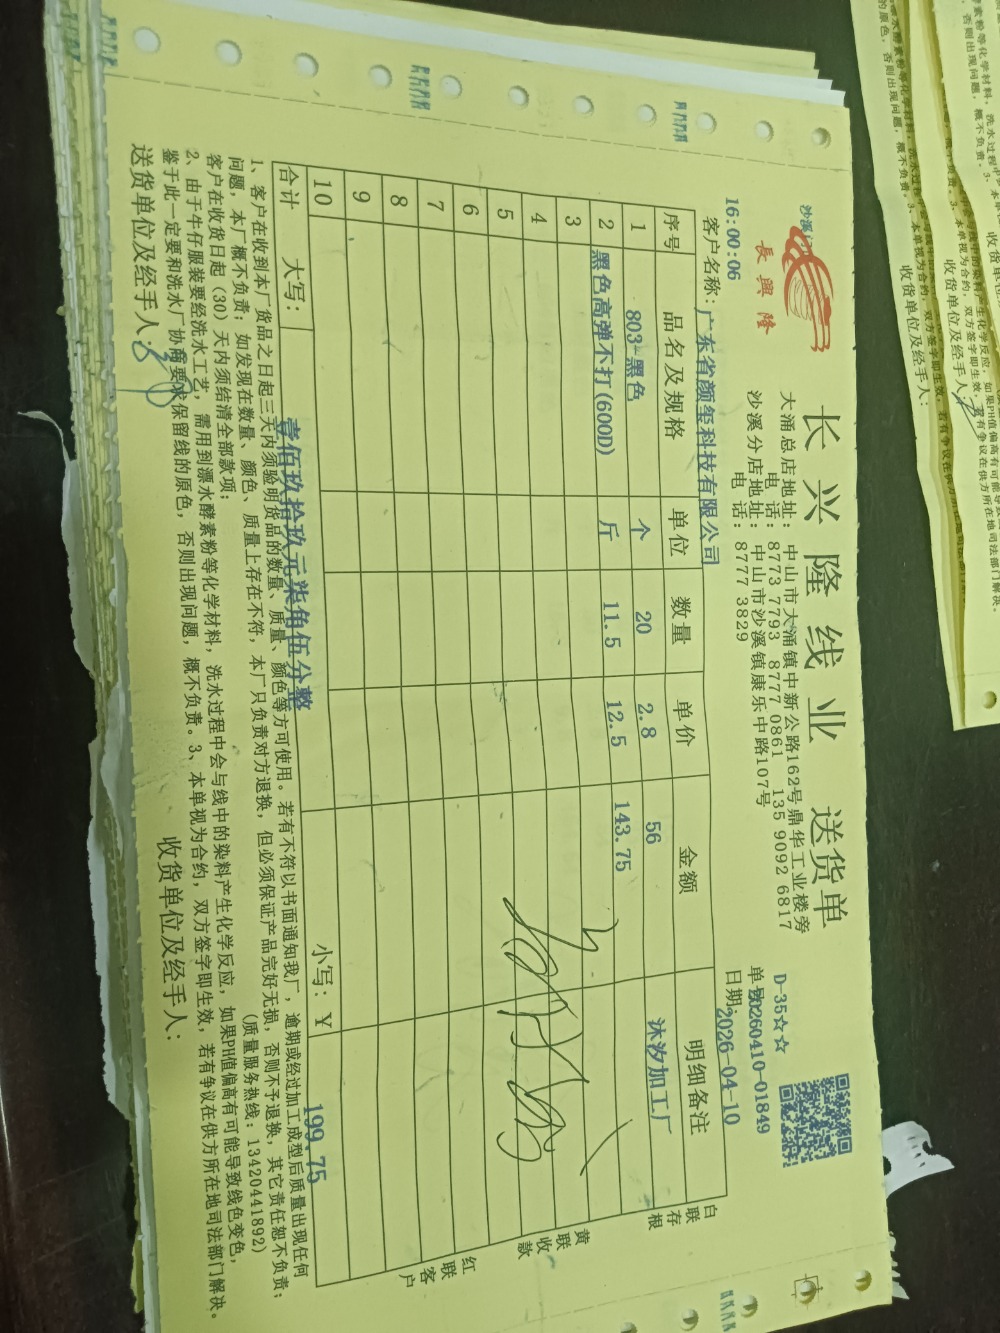 长兴隆线业 送货单
沙溪
長興隆
大涌总店地址：中山市大涌镇中新公路162号鼎华工业楼旁
电 话：8773 7793 8777 0861 135 9092 6817
沙溪分店地址：中山市沙溪镇康乐中路107号
电 话：8777 3829
D-35☆☆
单号 20260410-01849
日期：2026-04-10
16:00:06
客户名称：广东省颜玺科技有限公司
序号 品名及规格 单位 数量 单价 金额 明细备注
1 803-黑色 个 20 2.8 56 沐汐加工厂
2 黑色高弹不打(600D) 斤 11.5 12.5 143.75
3
4
5
6
7
8
9
10
合计 大写： 壹佰玖拾玖元柒角伍分整 小写：Y 199.75
1、客户在收到本厂货品之日起三天内须验明货品的数量、质量、颜色等方可使用。若有不符以书面通知我厂，逾期或经过加工成型后质量出现任何
问题，本厂概不负责；如发现在数量、颜色、质量上存在不符，本厂只负责对方退换，但必须保证产品完好无损，否则不予退换，其它责任恕不负责；
客户在收货日起（30）天内须结清全部款项； （质量服务热线：13420441892）
2、由于牛仔服装要经洗水工艺，需用到漂水酵素粉等化学材料，洗水过程中会与线中的染料产生化学反应，如果PH值偏高有可能导致线色变色，
鉴于此一定要和洗水厂协商要求保留线的原色，否则出现问题，概不负责。3、本单视为合约，双方签字即生效，若有争议在供方所在地司法部门解决。
送货单位及经手人： 收货单位及经手人：
白联存根
黄联收款
红联客户